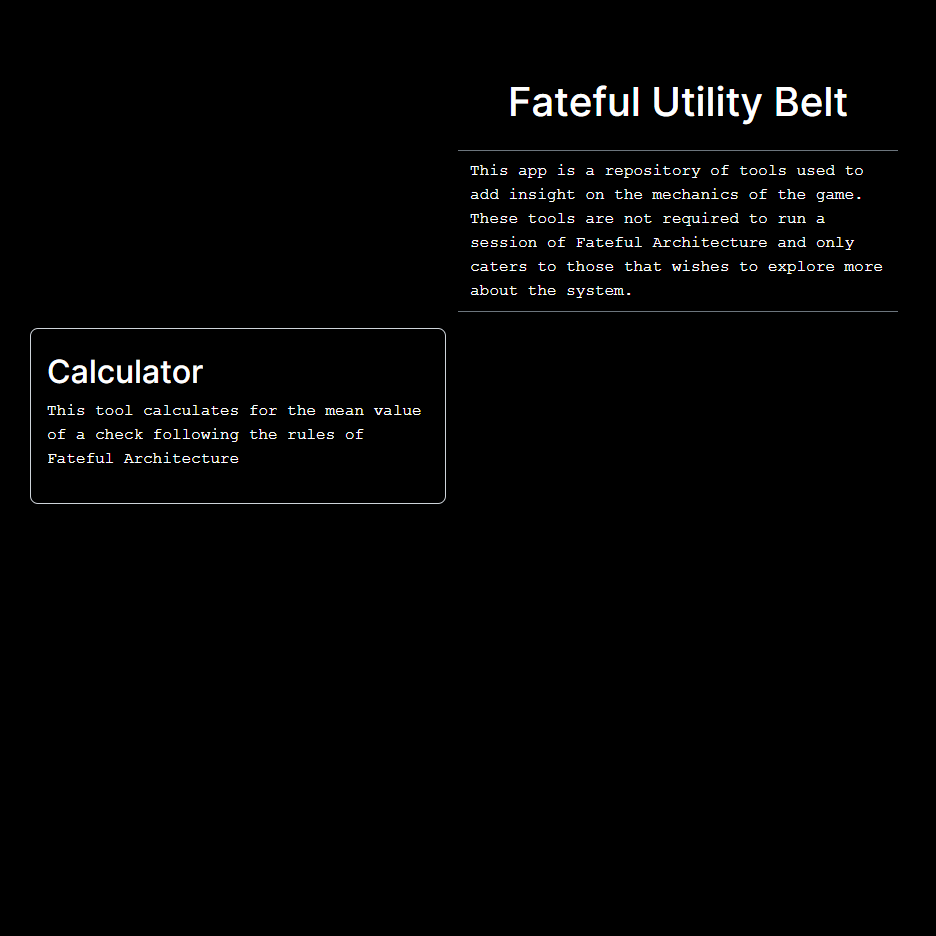 Fateful Utility Belt
This app is a repository of tools used to
add insight on the mechanics of the game.
These tools are not required to run a
session of Fateful Architecture and only
caters to those that wishes to explore more
about the system.
Calculator
This tool calculates for the mean value
of a check following the rules of
Fateful Architecture